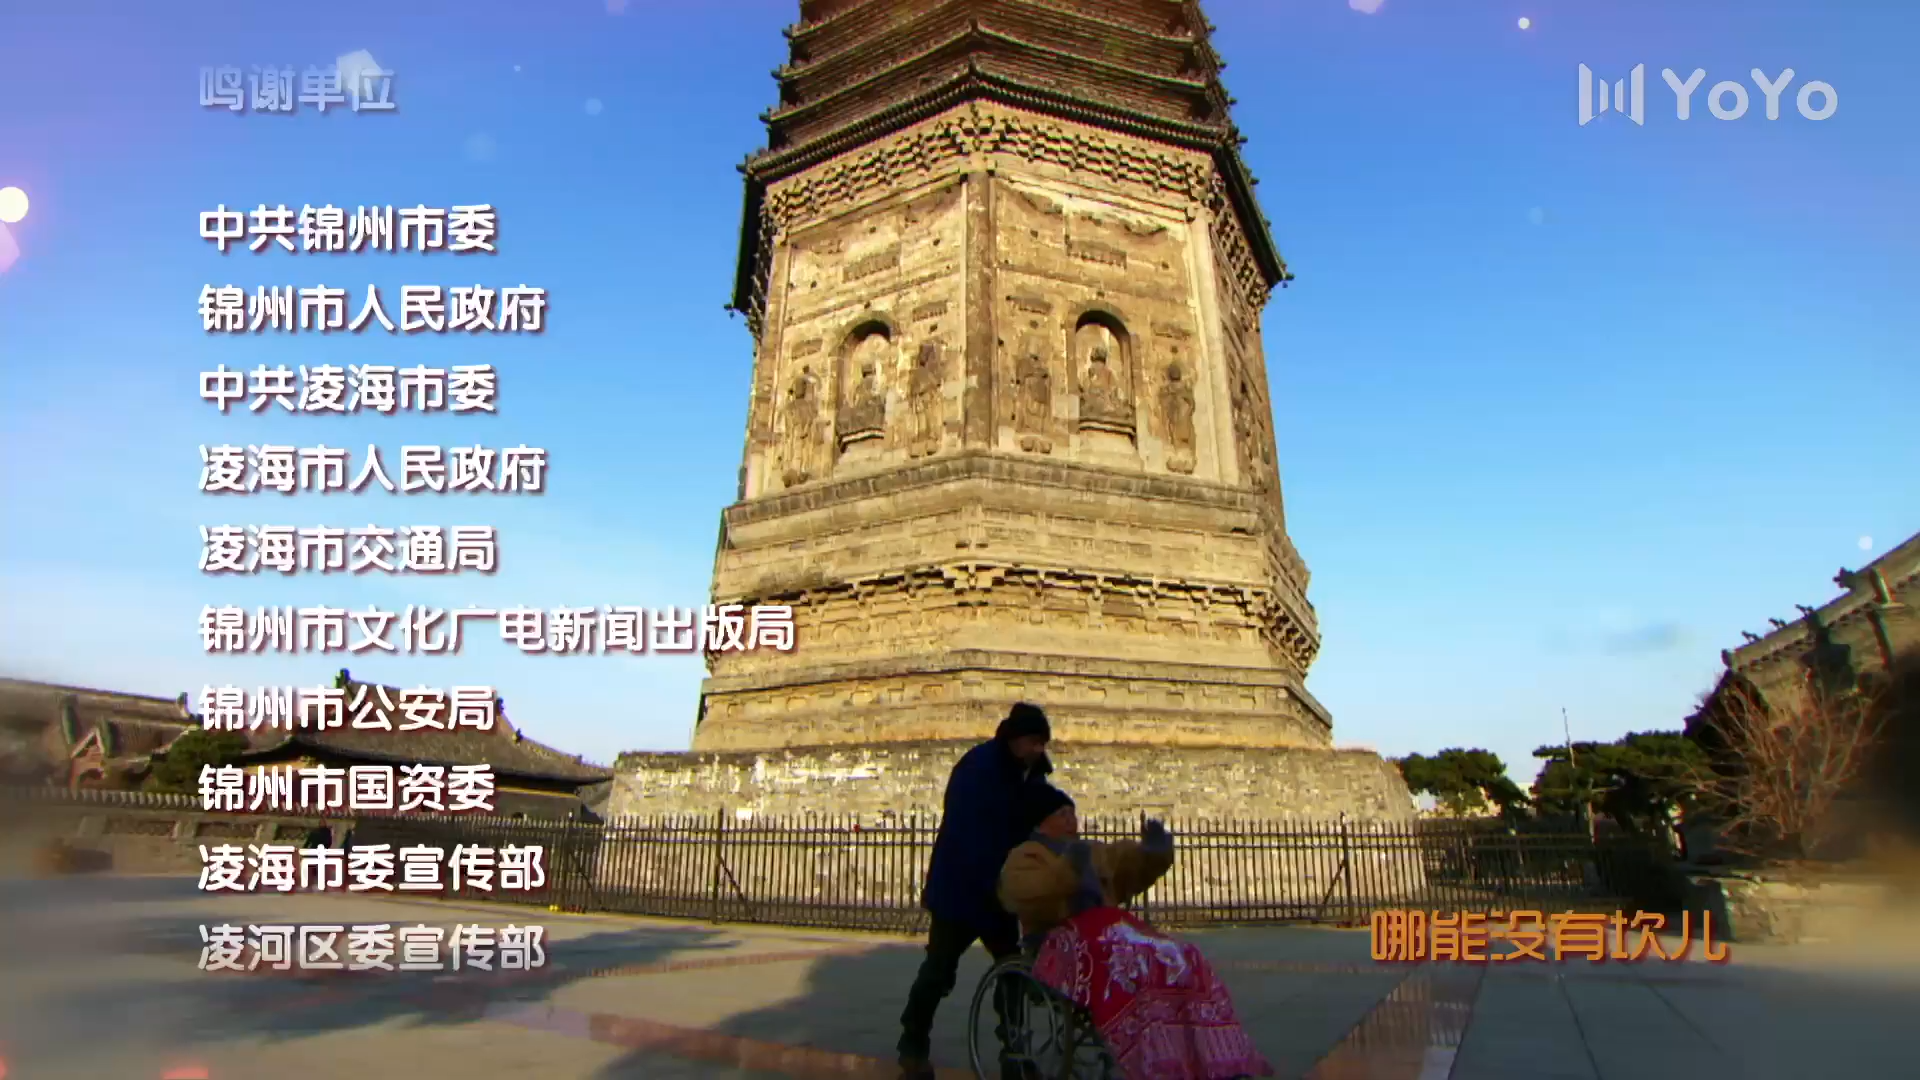 鸣谢单位
YoYo
中共锦州市委
锦州市人民政府
中共凌海市委
凌海市人民政府
凌海市交通局
锦州市文化广电新闻出版局
锦州市公安局
锦州市国资委
凌海市委宣传部
凌河区委宣传部
哪能没有坎儿